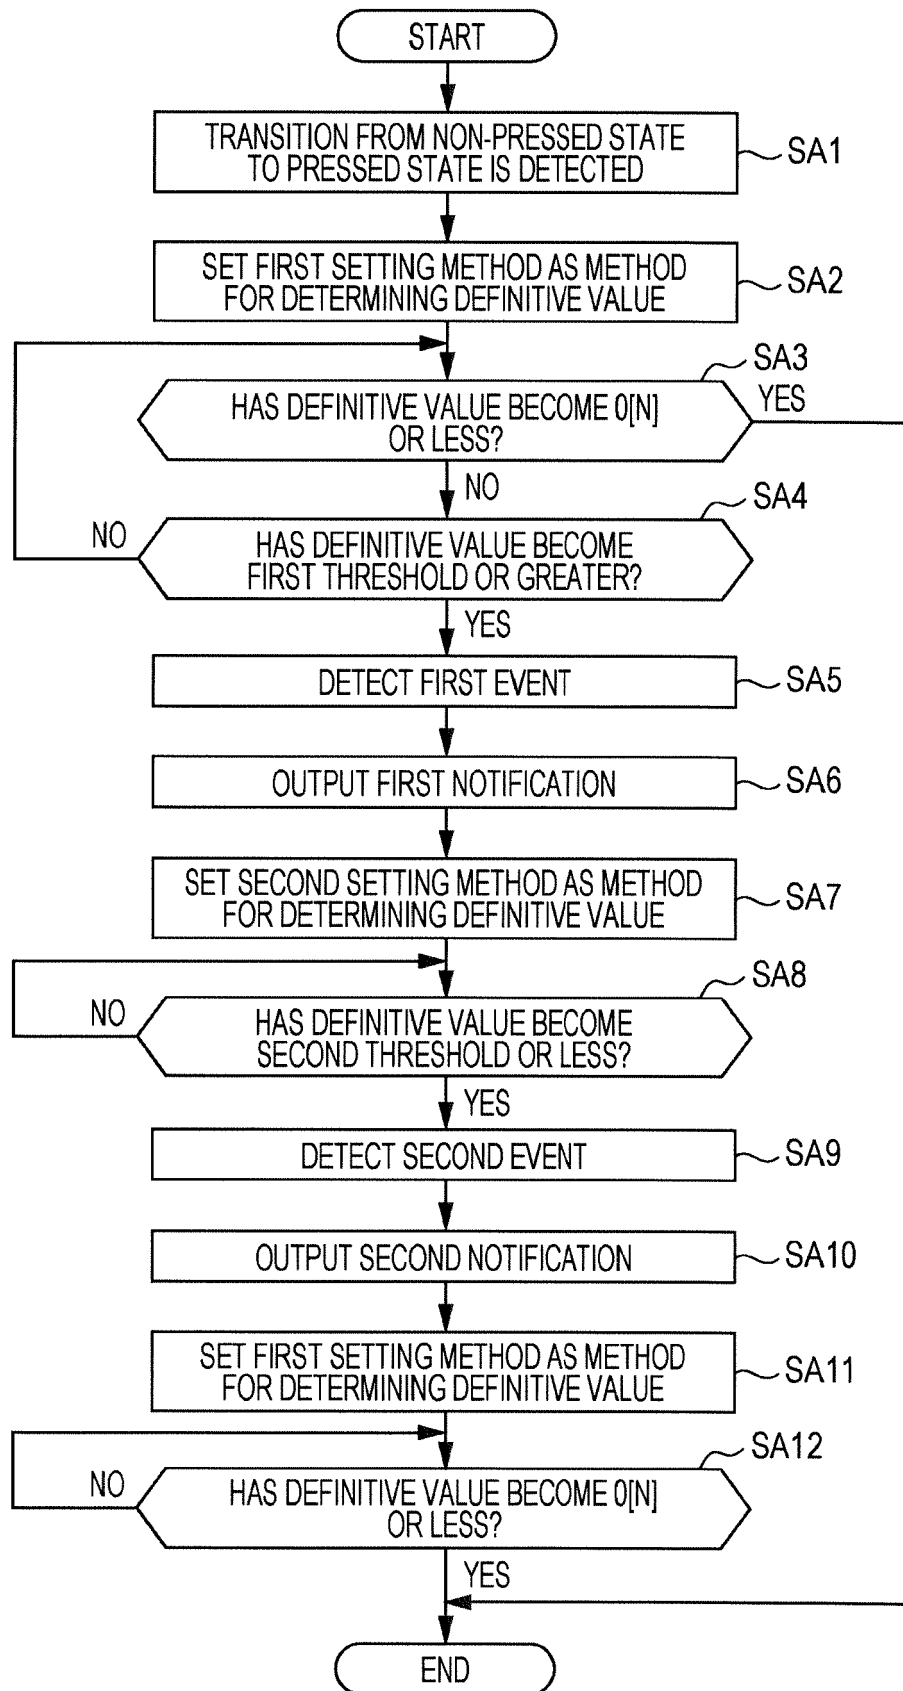 START
TRANSITION FROM NON-PRESSED STATE
TO PRESSED STATE IS DETECTED
SA1
SET FIRST SETTING METHOD AS METHOD
FOR DETERMINING DEFINITIVE VALUE
SA2
SA3
HAS DEFINITIVE VALUE BECOME 0[N]
OR LESS?
YES
NO
SA4
NO
HAS DEFINITIVE VALUE BECOME
FIRST THRESHOLD OR GREATER?
YES
DETECT FIRST EVENT
SA5
OUTPUT FIRST NOTIFICATION
SA6
SET SECOND SETTING METHOD AS METHOD
FOR DETERMINING DEFINITIVE VALUE
SA7
SA8
NO
HAS DEFINITIVE VALUE BECOME
SECOND THRESHOLD OR LESS?
YES
DETECT SECOND EVENT
SA9
OUTPUT SECOND NOTIFICATION
SA10
SET FIRST SETTING METHOD AS METHOD
FOR DETERMINING DEFINITIVE VALUE
SA11
SA12
NO
HAS DEFINITIVE VALUE BECOME 0[N]
OR LESS?
YES
END